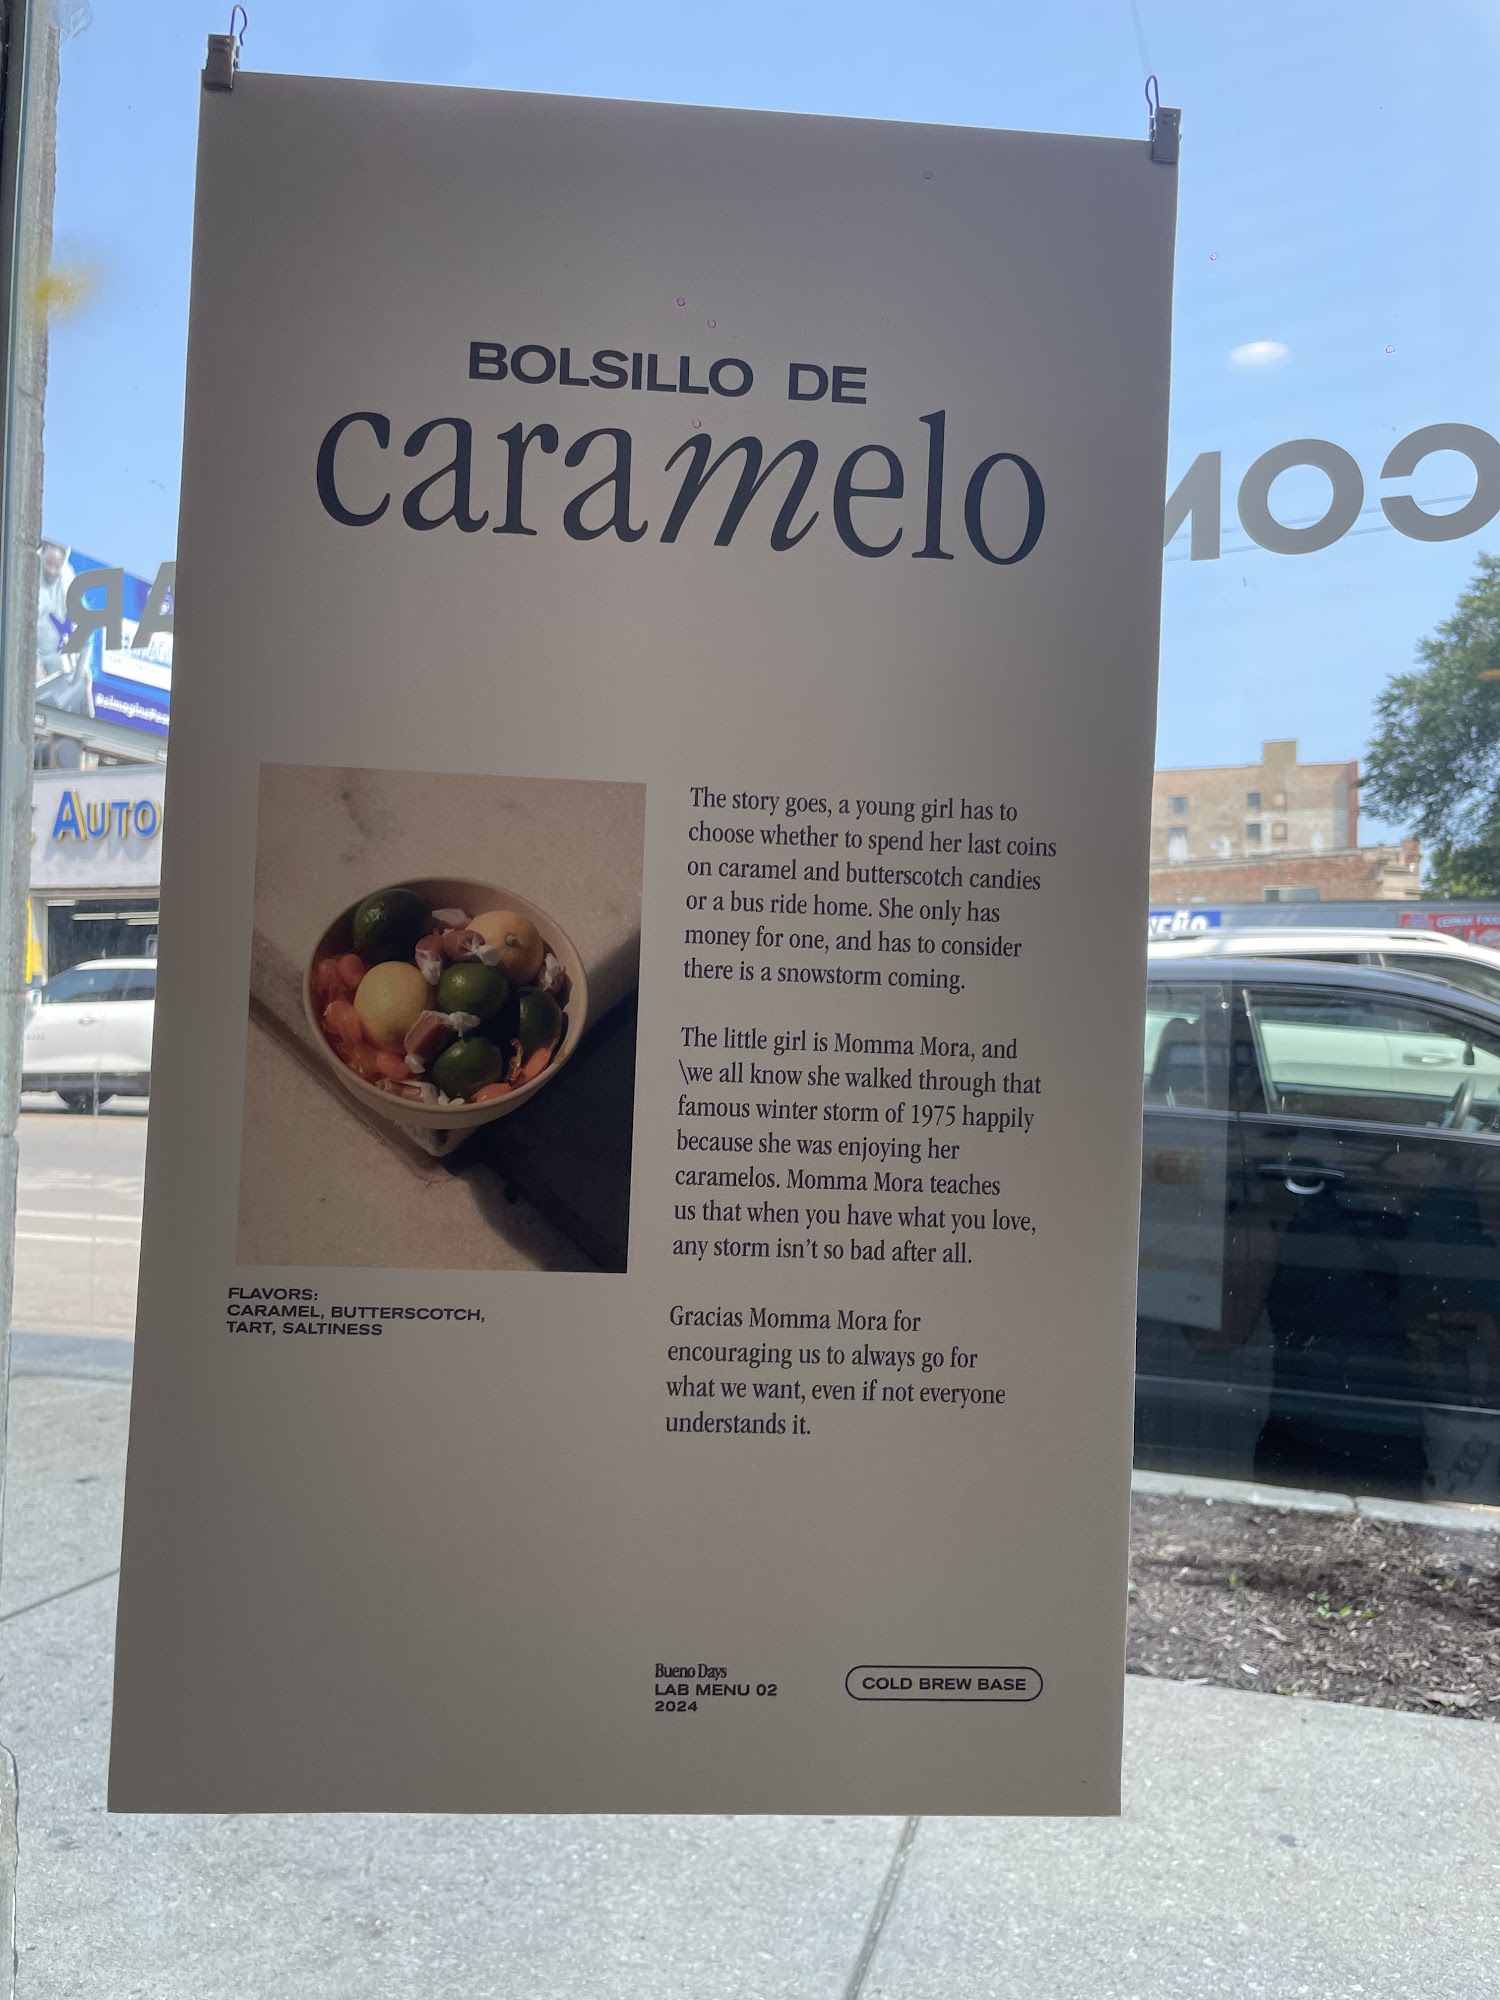 BOLSILLO DE
caramelo
The story goes, a young girl has to
choose whether to spend her last coins
on caramel and butterscotch candies
or a bus ride home. She only has
money for one, and has to consider
there is a snowstorm coming.
The little girl is Momma Mora, and
\we all know she walked through that
famous winter storm of 1975 happily
because she was enjoying her
caramelos. Momma Mora teaches
us that when you have what you love,
any storm isn't so bad after all.
Gracias Momma Mora for
encouraging us to always go for
what we want, even if not everyone
understands it.
FLAVORS:
CARAMEL, BUTTERSCOTCH,
TART, SALTINESS
Bueno Days
LAB MENU 02
2024
COLD BREW BASE
AUTO